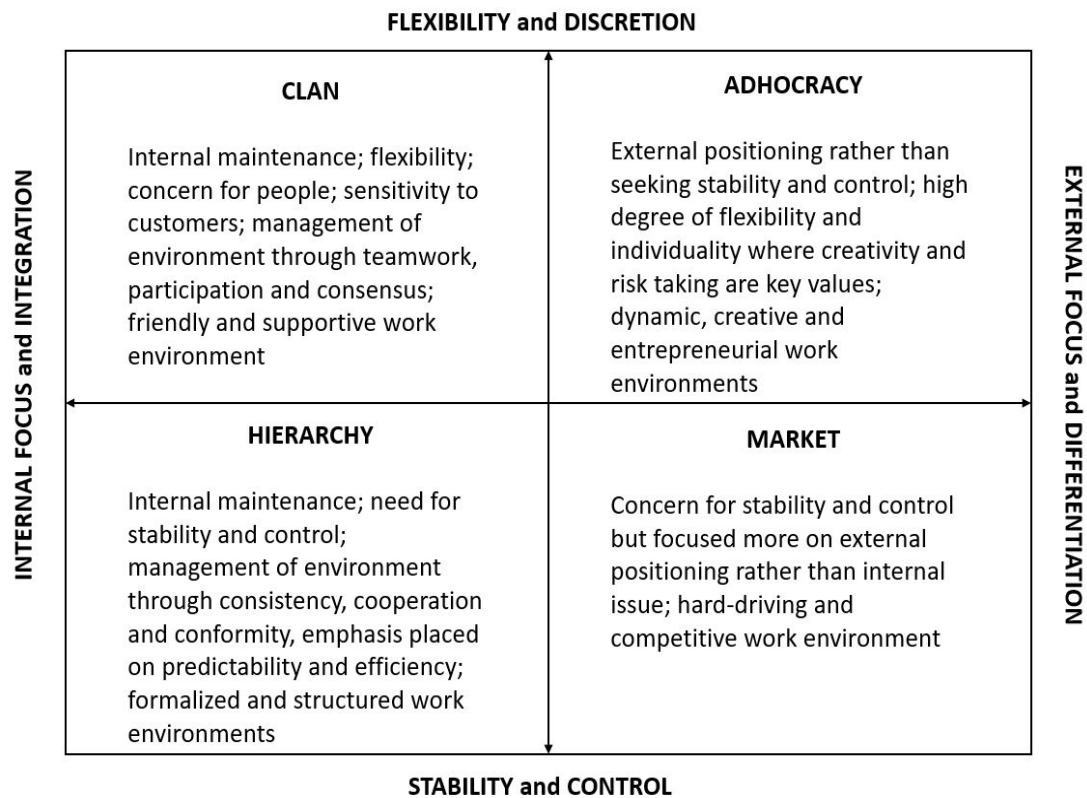 FLEXIBILITY and DISCRETION
INTERNAL FOCUS and INTEGRATION
CLAN
Internal maintenance; flexibility;
concern for people; sensitivity to
customers; management of
environment through teamwork,
participation and consensus;
friendly and supportive work
environment
ADHOCRACY
External positioning rather than
seeking stability and control; high
degree of flexibility and
individuality where creativity and
risk taking are key values;
dynamic, creative and
entrepreneurial work
environments
EXTERNAL FOCUS and DIFFERENTIATION
HIERARCHY
Internal maintenance; need for
stability and control;
management of environment
through consistency, cooperation
and conformity, emphasis placed
on predictability and efficiency;
formalized and structured work
environments
MARKET
Concern for stability and control
but focused more on external
positioning rather than internal
issue; hard-driving and
competitive work environment
STABILITY and CONTROL